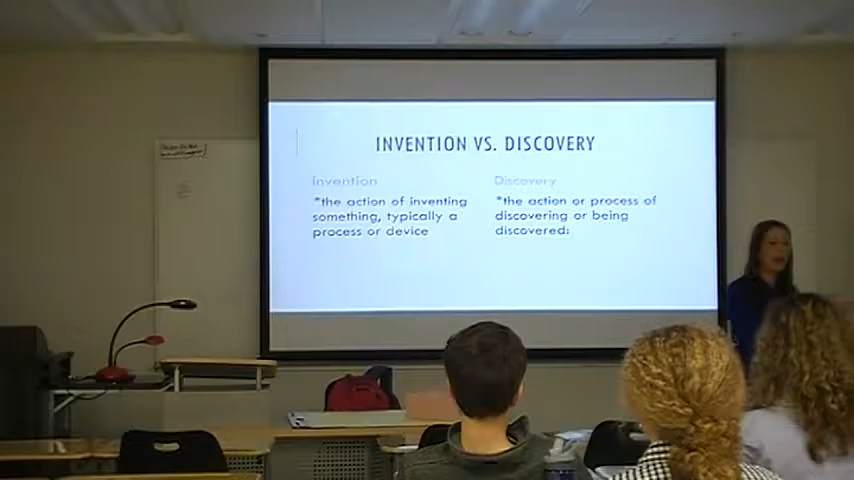 INVENTION VS. DISCOVERY
Invention
*the action of inventing
something, typically a
process or device
Discovery
*the action or process of
discovering or being
discovered: